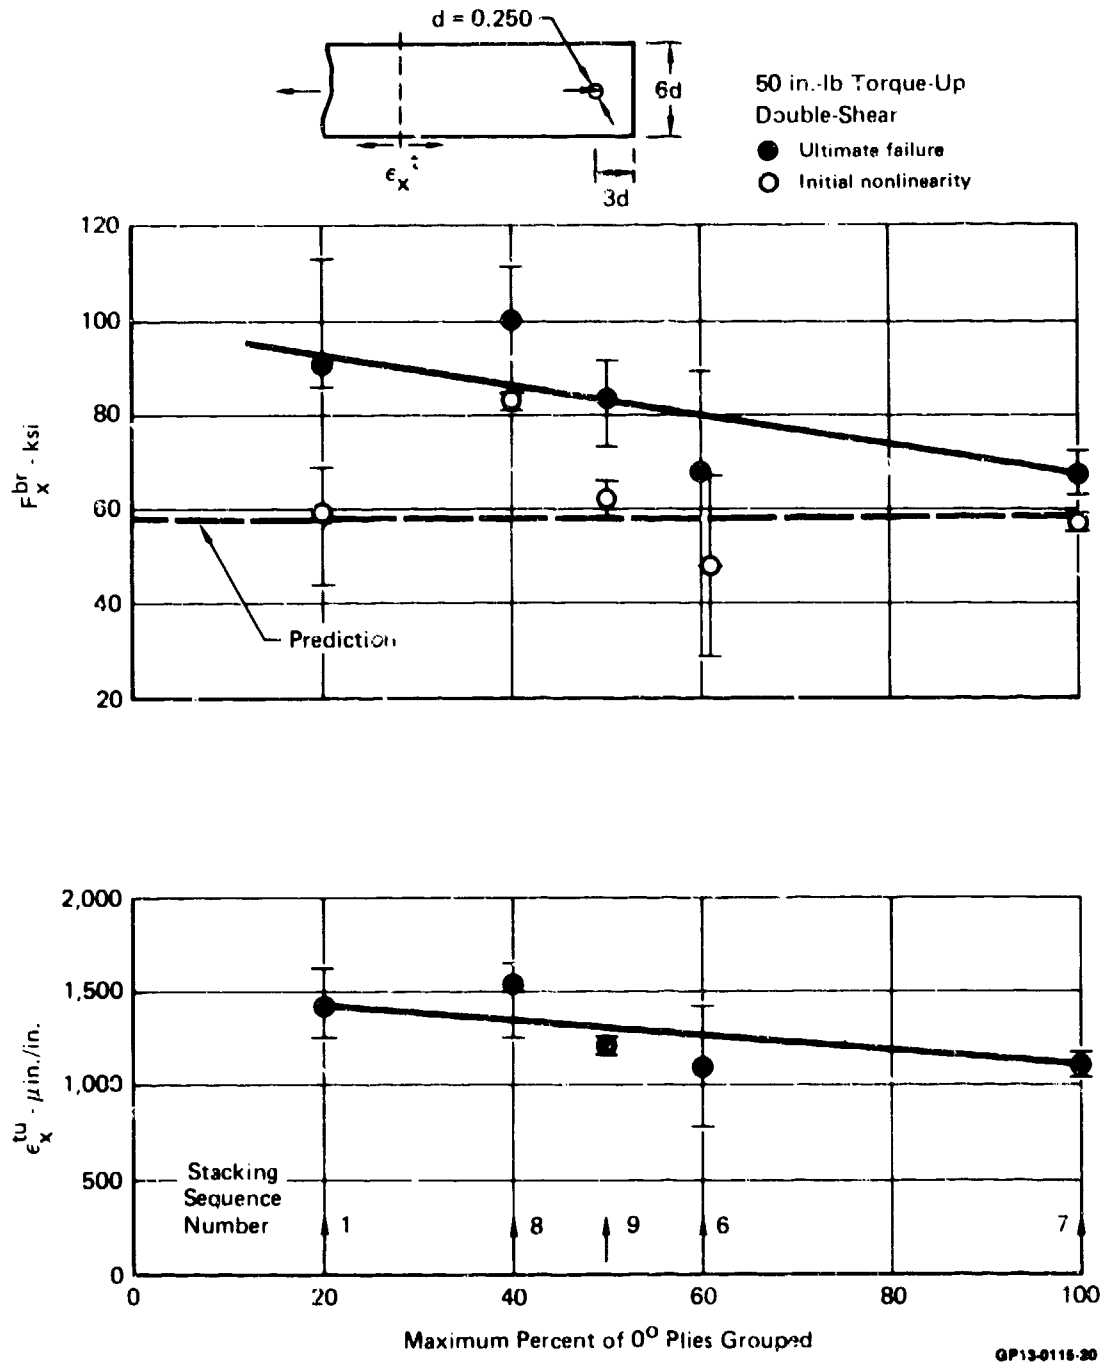 d = 0.250
6d
3d
εxt
50 in.-lb Torque-Up
Double-Shear
Ultimate failure
Initial nonlinearity
120
100
80
60
40
20
Fxbr - ksi
Prediction
2,000
1,500
1,000
500
0
εxtu - μin./in.
Stacking
Sequence
Number
1
8
9
6
7
0
20
40
60
80
100
Maximum Percent of 0° Plies Grouped
GP13-0115-20